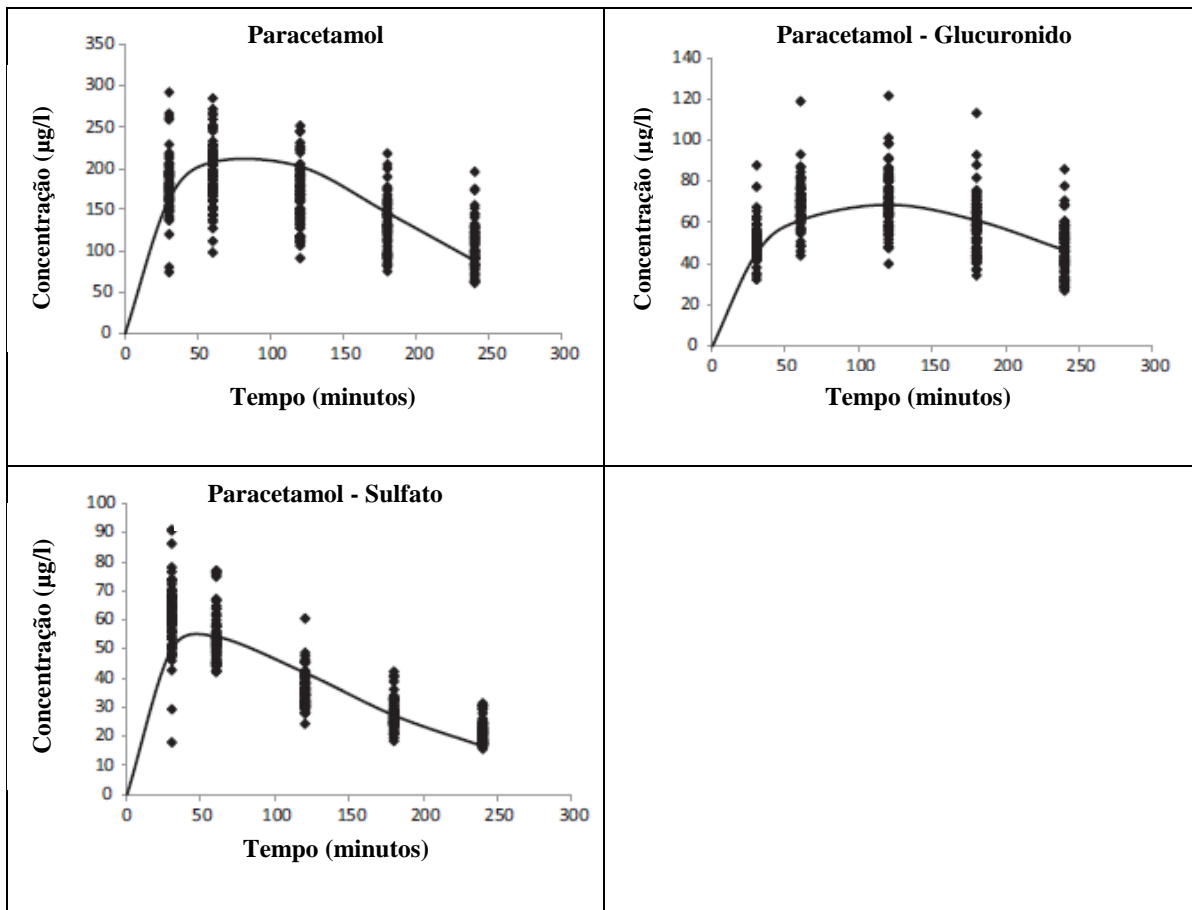 Paracetamol
350
300
250
200
150
100
50
0
Concentração (µg/l)
0 50 100 150 200 250 300
Tempo (minutos)
Paracetamol - Glucuronido
140
120
100
80
60
40
20
0
Concentração (µg/l)
0 50 100 150 200 250 300
Tempo (minutos)
Paracetamol - Sulfato
100
90
80
70
60
50
40
30
20
10
0
Concentração (µg/l)
0 50 100 150 200 250 300
Tempo (minutos)